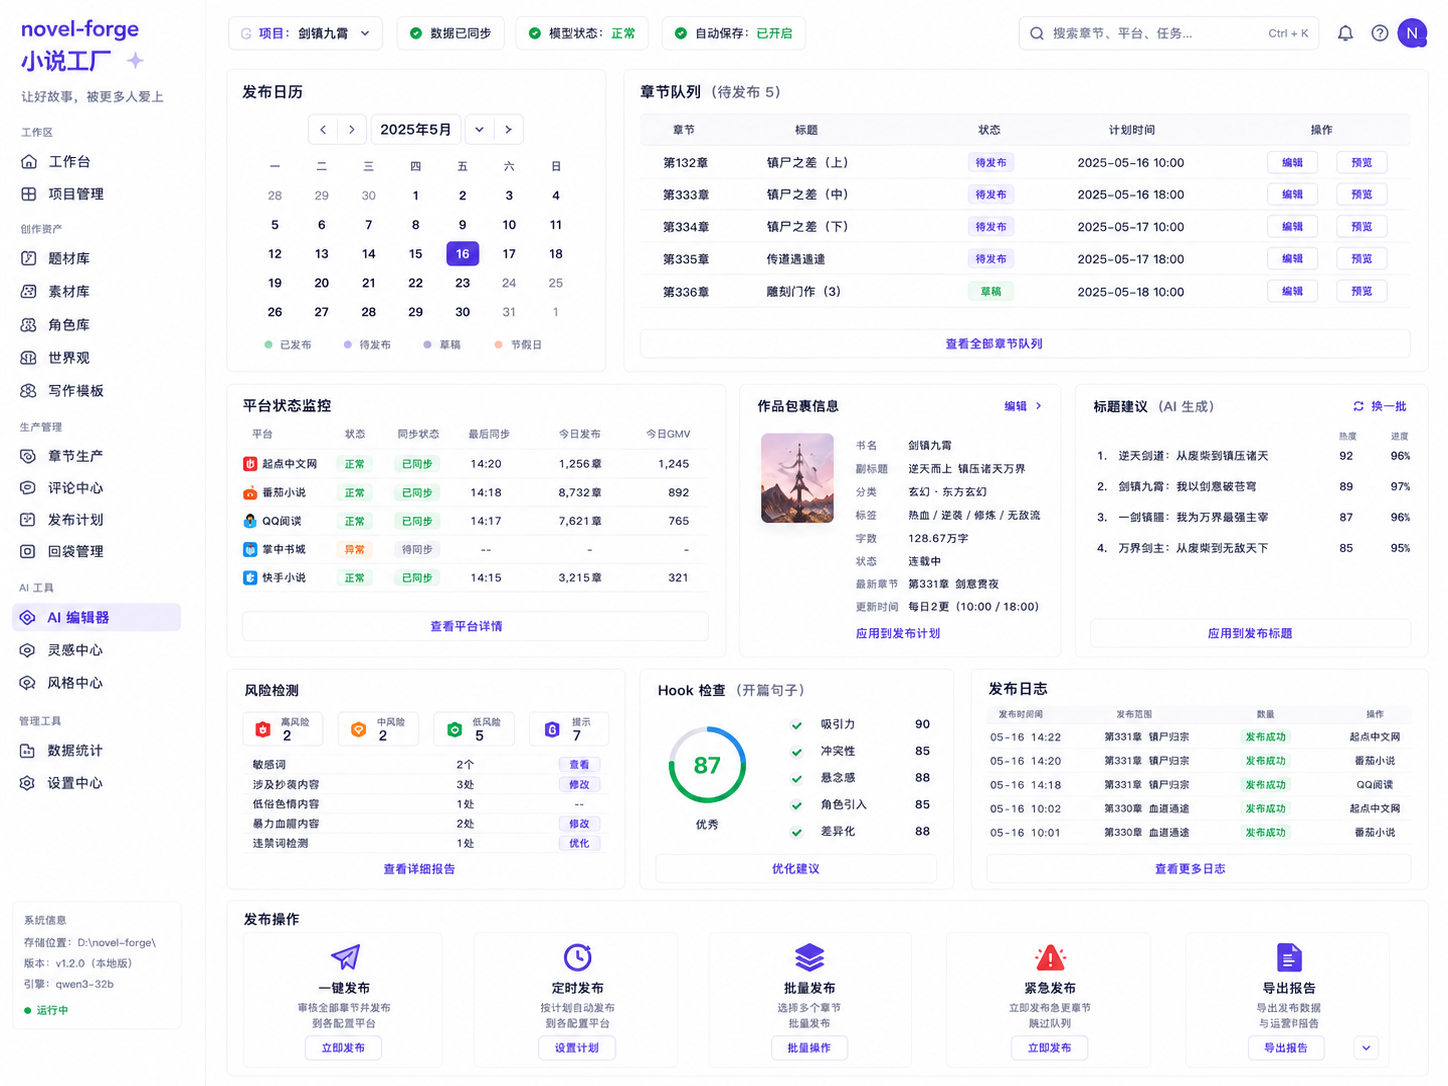 novel-forge
小说工厂
让好故事，被更多人爱上
工作区
工作台
项目管理
创作资产
题材库
素材库
角色库
世界观
写作模板
生产管理
章节生产
评论中心
发布计划
回袋管理
AI 工具
AI 编辑器
灵感中心
风格中心
管理工具
数据统计
设置中心
系统信息
存储位置：D:\novel-forge\
版本：v1.2.0（本地版）
引擎：qwen3-32b
运行中
项目：剑镇九霄
数据已同步
模型状态：正常
自动保存：已开启
搜索章节、平台、任务... Ctrl + K
N
发布日历
2025年5月
一 二 三 四 五 六 日
28 29 30 1 2 3 4
5 6 7 8 9 10 11
12 13 14 15 16 17 18
19 20 21 22 23 24 25
26 27 28 29 30 31 1
已发布 待发布 草稿 节假日
章节队列（待发布 5）
章节 标题 状态 计划时间 操作
第132章 镇尸之差（上） 待发布 2025-05-16 10:00 编辑 预览
第333章 镇尸之差（中） 待发布 2025-05-16 18:00 编辑 预览
第334章 镇尸之差（下） 待发布 2025-05-17 10:00 编辑 预览
第335章 传道遇 待发布 2025-05-17 18:00 编辑 预览
第336章 雕刻门作（3) 草稿 2025-05-18 10:00 编辑 预览
查看全部章节队列
平台状态监控
平台 状态 同步状态 最后同步 今日发布 今日GMV
起点中文网 正常 已同步 14:20 1,256章 1,245
番茄小说 正常 已同步 14:18 8,732章 892
QQ阅读 正常 已同步 14:17 7,621章 765
掌中书城 异常 待同步 -- - -
快手小说 正常 已同步 14:15 3,215章 321
查看平台详情
作品包裹信息
编辑 >
书名 剑镇九霄
副标题 逆天而上 镇压诸天万界
分类 玄幻 · 东方玄幻
标签 热血 / 逆袭 / 修炼 / 无敌流
字数 128.67万字
状态 连载中
最新章节 第331章 剑意贯夜
更新时间 每日2更（10:00 / 18:00）
应用到发布计划
标题建议（AI 生成）
换一批
热度
1. 逆天剑道：从废柴到镇压诸天 92 96%
2. 剑镇九霄：我以剑意破苍穹 89 97%
3. 一剑镇疆：我为万界最强主宰 87 96%
4. 万界剑主：从废柴到无敌天下 85 95%
应用到发布标题
风险检测
高风险 2
中风险 2
低风险 5
提示 7
敏感词 2个 查看
涉及抄袭内容 3处 修改
低俗色情内容 1处 --
暴力血腥内容 2处 修改
违禁词检测 1处 优化
查看详细报告
Hook 检查（开篇句子）
87
优秀
吸引力 90
冲突性 85
悬念感 88
角色引入 85
差异化 88
优化建议
发布日志
发布时间 发布范围 数量 操作
05-16 14:22 第331章 镇尸归宗 发布成功 起点中文网
05-16 14:20 第331章 镇尸归宗 发布成功 番茄小说
05-16 14:18 第331章 镇尸归宗 发布成功 QQ阅读
05-16 10:02 第330章 血道通途 发布成功 起点中文网
05-16 10:01 第330章 血道通途 发布成功 番茄小说
查看更多日志
发布操作
一键发布
审核全部章节并发布
到各配置平台
立即发布
定时发布
按计划自动发布
到各配置平台
设置计划
批量发布
选择多个章节
批量发布
批量操作
紧急发布
立即发布急更章节
跳过队列
立即发布
导出报告
导出发布数据
与运营报告
导出报告